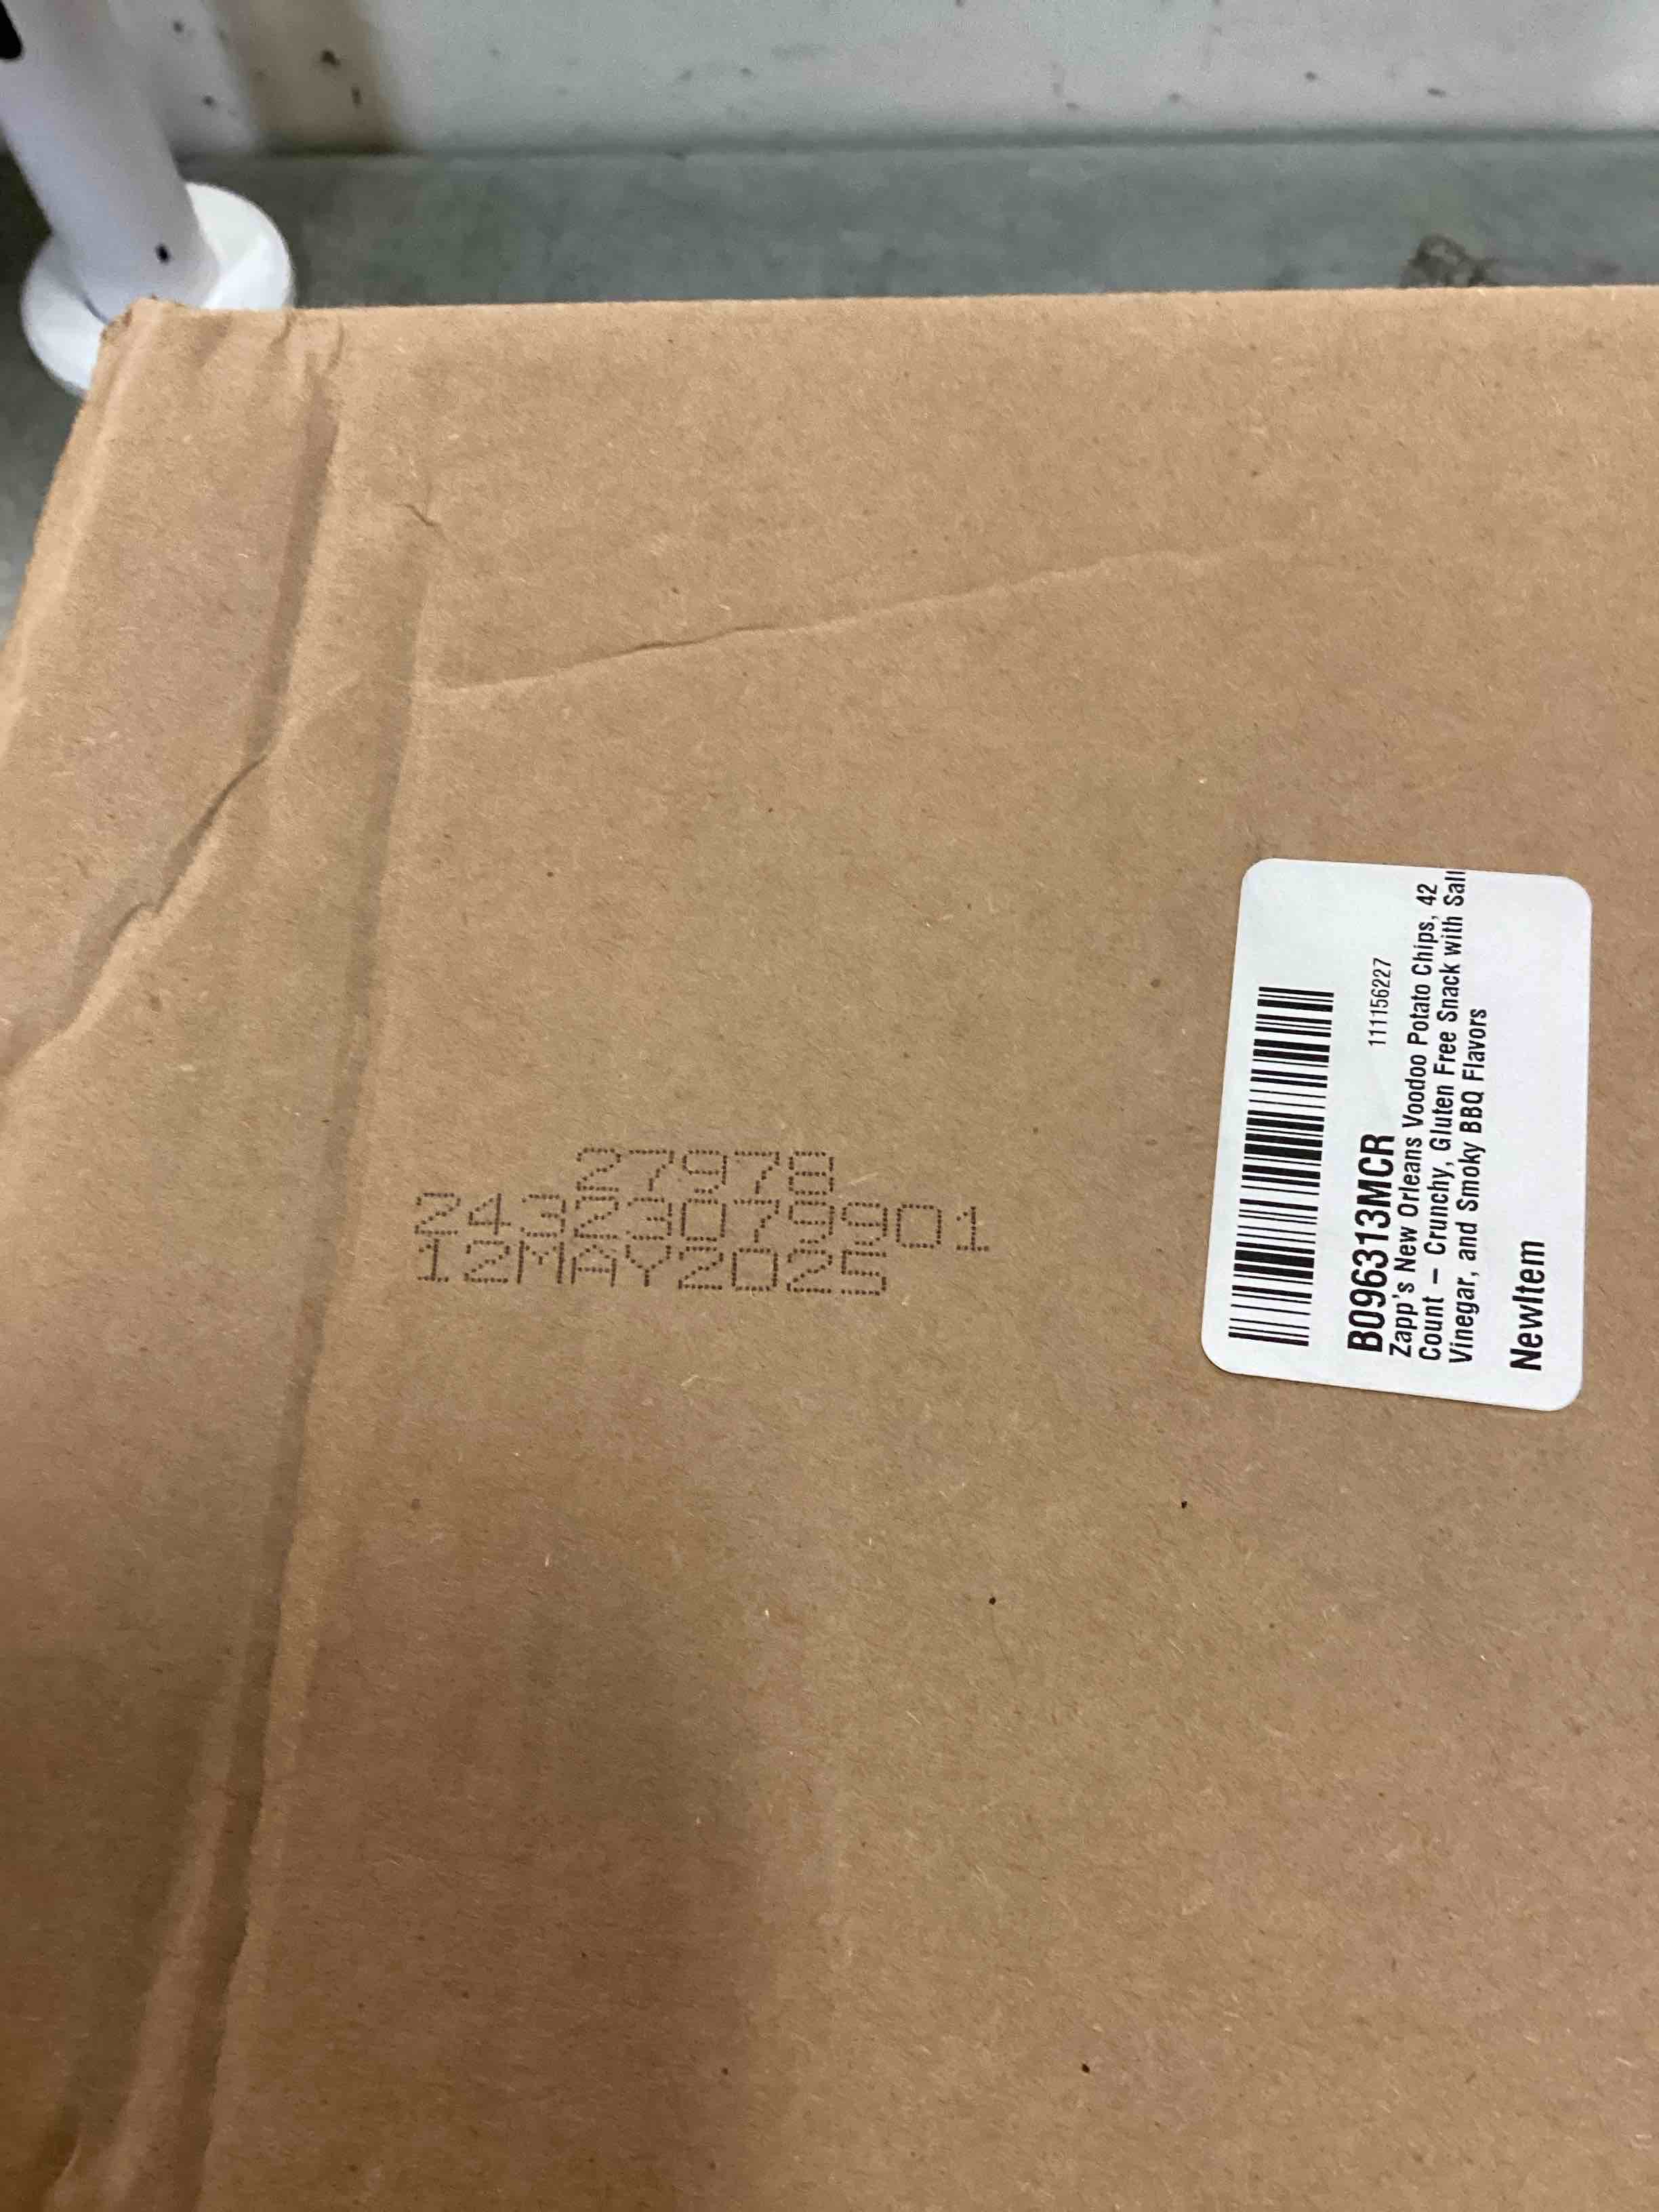 27978
24323079901
12MAY2025
B096313MCR
111156227
Zapp's New Orleans Voodoo Potato Chips, 42
Count – Crunchy, Gluten Free Snack with Salt
Vinegar, and Smoky BBQ Flavors
NewItem